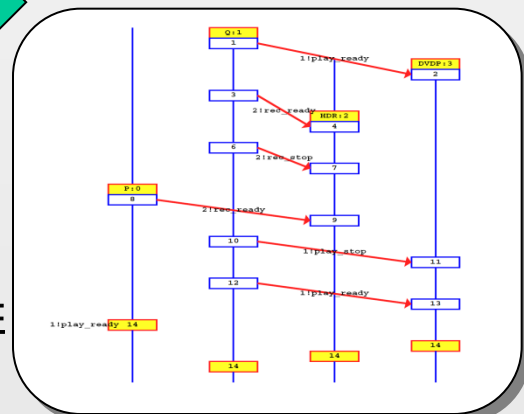 Q:1
1
1!play_ready
DVDP:3
2
3
2!rec_ready
HDR:2
4
6
2!rec_stop
7
P:0
8
2!rec_ready
9
10
1!play_stop
11
12
1!play_ready
13
E
1!play_ready 14
14
14
14